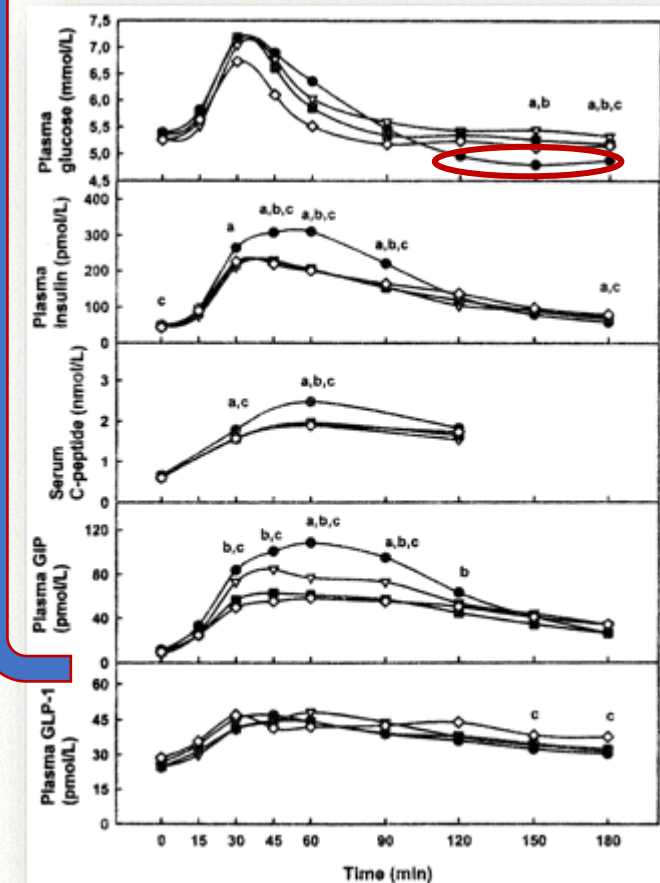 Plasma
glucose (mmol/L)
7,5
7,0
6,5
6,0
5,5
5,0
4,5
a,b
a,b,c
Plasma
Insulin (pmol/L)
400
300
200
100
0
c
a
a,b,c
a,b,c
a,b,c
a,c
Serum
C-peptide (nmol/L)
3
2
1
0
a,c
a,b,c
Plasma GIP
(pmol/L)
120
80
40
0
b,c
b,c
a,b,c
a,b,c
b
Plasma GLP-1
(pmol/L)
60
45
30
15
0
c
c
0 15 30 45 60 90 120 150 180
Time (min)